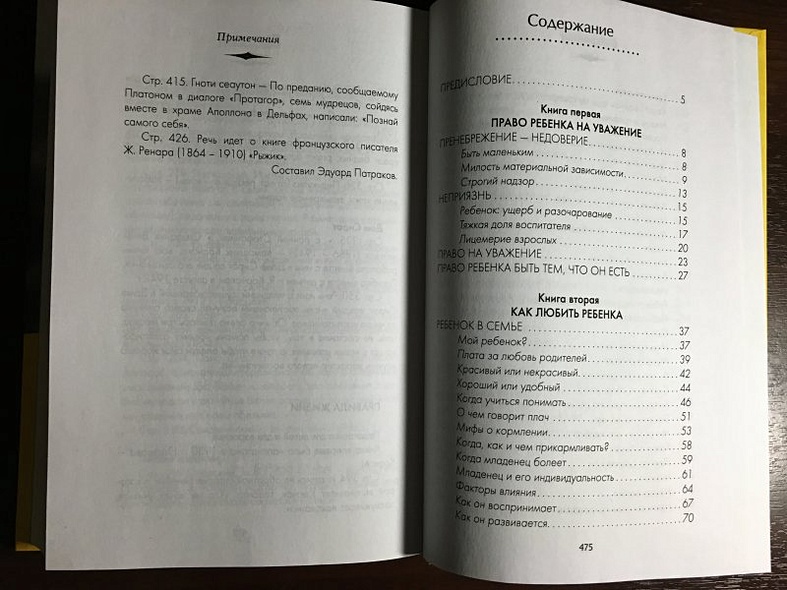 Примечания
Стр. 415. Гноти сеаутон — По преданию, сообщаемому
Платоном в диалоге «Протагор», семь мудрецов, сойдясь
вместе в храме Аполлона в Дельфах, написали: «Познай
самого себя».
Стр. 426. Речь идет о книге французского писателя
Ж. Ренара (1864 – 1910) «Рыжик».
Составил Эдуард Патраков.
Содержание
ПРЕДИСЛОВИЕ 5
Книга первая
ПРАВО РЕБЕНКА НА УВАЖЕНИЕ
ПРЕНЕБРЕЖЕНИЕ — НЕДОВЕРИЕ 8
Быть маленьким 8
Милость материальной зависимости 9
Строгий надзор 13
НЕПРИЯЗНЬ 15
Ребенок: ущерб и разочарование 15
Тяжкая доля воспитателя 17
Лицемерие взрослых 20
ПРАВО НА УВАЖЕНИЕ 23
ПРАВО РЕБЕНКА БЫТЬ ТЕМ, ЧТО ОН ЕСТЬ 27
Книга вторая
КАК ЛЮБИТЬ РЕБЕНКА
РЕБЕНОК В СЕМЬЕ 37
Мой ребенок? 37
Плата за любовь родителей 39
Красивый или некрасивый 42
Хороший или удобный 44
Когда учиться понимать 46
О чем говорит плач 51
Мифы о кормлении 53
Когда, как и чем прикармливать? 58
Когда младенец болеет 59
Младенец и его индивидуальность 61
Факторы влияния 64
Как он воспринимает 67
Как он развивается 70
475